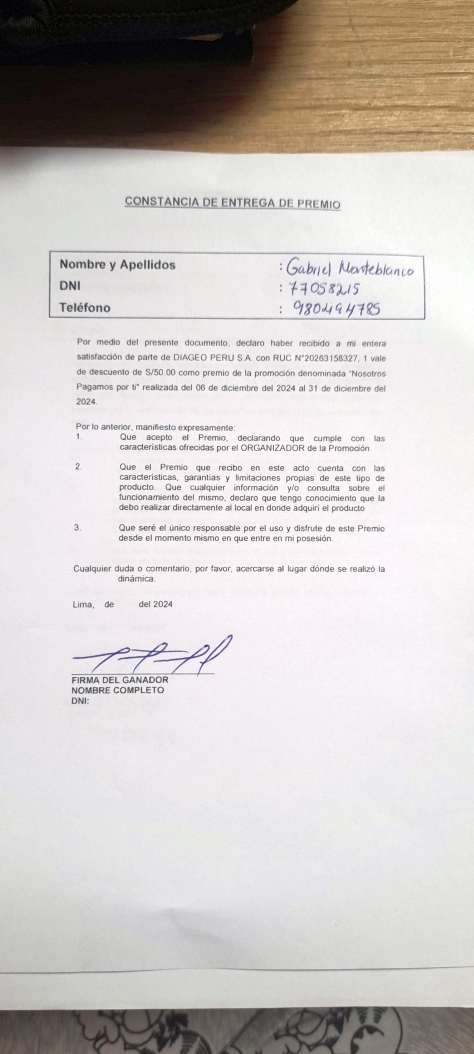 CONSTANCIA DE ENTREGA DE PREMIO
Nombre y Apellidos : Gabriel Monteblanco
DNI : 77058215
Teléfono : 980494785
Por medio del presente documento, declaro haber recibido a mi entera
satisfacción de parte de DIAGEO PERU S.A. con RUC N°20263158327, 1 vale
de descuento de S/50.00 como premio de la promoción denominada "Nosotros
Pagamos por ti" realizada del 06 de diciembre del 2024 al 31 de diciembre del
2024.
Por lo anterior, manifiesto expresamente:
1. Que acepto el Premio, declarando que cumple con las
características ofrecidas por el ORGANIZADOR de la Promoción
2. Que el Premio que recibo en este acto cuenta con las
características, garantías y limitaciones propias de este tipo de
producto. Que cualquier información y/o consulta sobre el
funcionamiento del mismo, declaro que tengo conocimiento que la
debo realizar directamente al local en donde adquirí el producto
3. Que seré el único responsable por el uso y disfrute de este Premio
desde el momento mismo en que entre en mi posesión.
Cualquier duda o comentario, por favor, acercarse al lugar dónde se realizó la
dinámica.
Lima, de del 2024
FIRMA DEL GANADOR
NOMBRE COMPLETO
DNI: